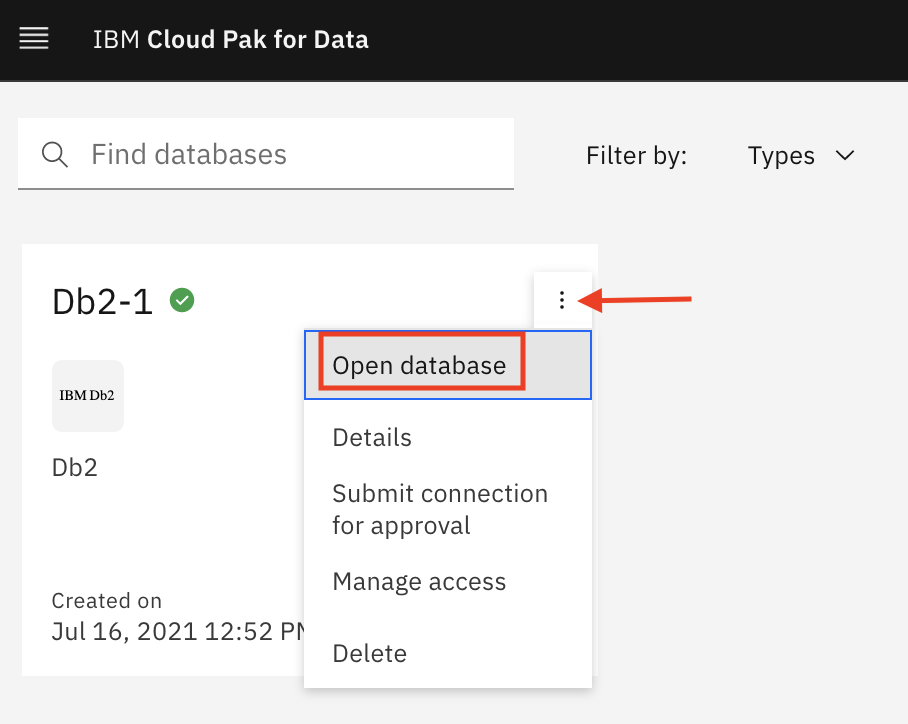 IBM Cloud Pak for Data
Find databases
Filter by:
Types
Db2-1
Open database
IBM Db2
Details
Db2
Submit connection
for approval
Manage access
Created on
Jul 16, 2021 12:52
Delete